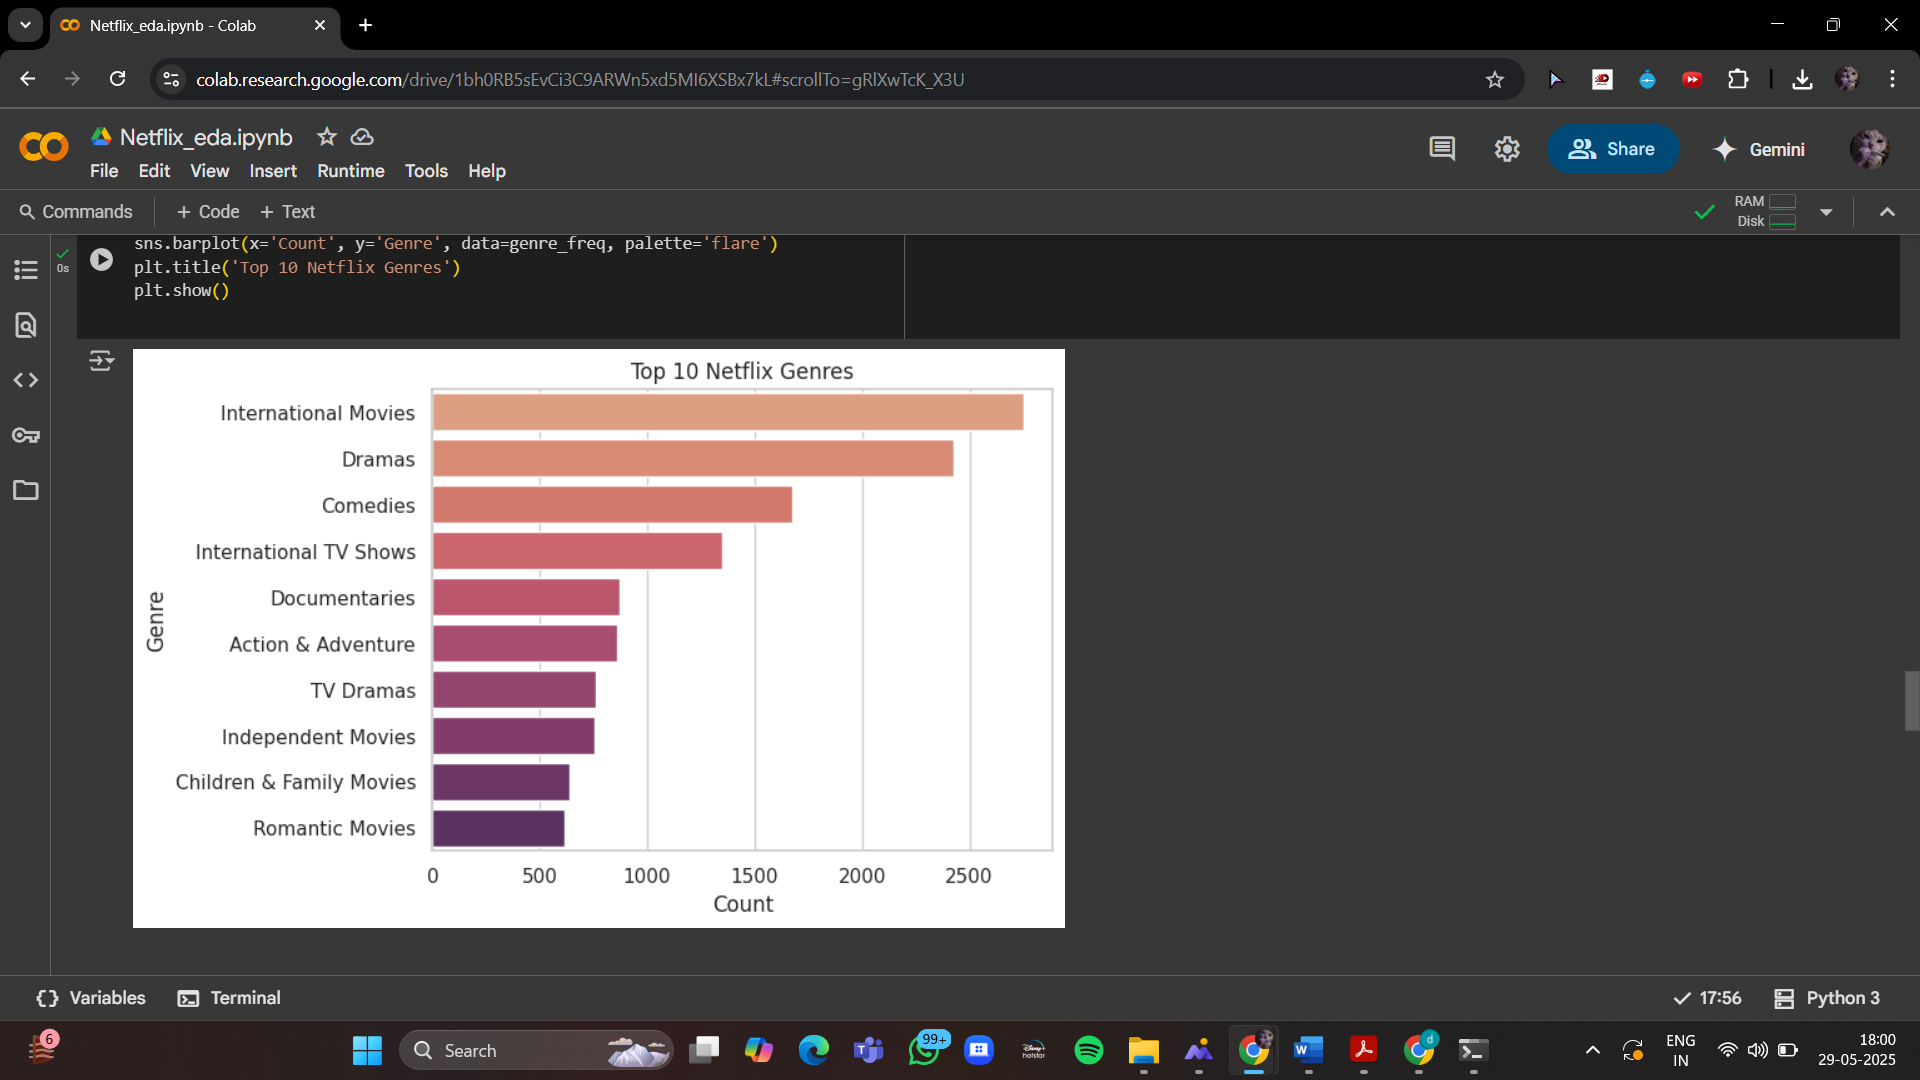 Netflix_eda.ipynb - Colab
colab.research.google.com/drive/1bh0RB5sEvCi3C9ARWn5xd5MI6XSBx7kL#scrollTo=gRlXwTcK_X3U
Netflix_eda.ipynb
File Edit View Insert Runtime Tools Help
Share
Gemini
Commands + Code + Text
RAM
Disk
0s
sns.barplot(x='Count', y='Genre', data=genre_freq, palette='flare')
plt.title('Top 10 Netflix Genres')
plt.show()
Top 10 Netflix Genres
International Movies
Dramas
Comedies
International TV Shows
Documentaries
Action & Adventure
TV Dramas
Independent Movies
Children & Family Movies
Romantic Movies
Genre
0 500 1000 1500 2000 2500
Count
{} Variables Terminal
17:56 Python 3
6
Search
99+
Disney+
hotstar
d
ENG
IN
18:00
29-05-2025